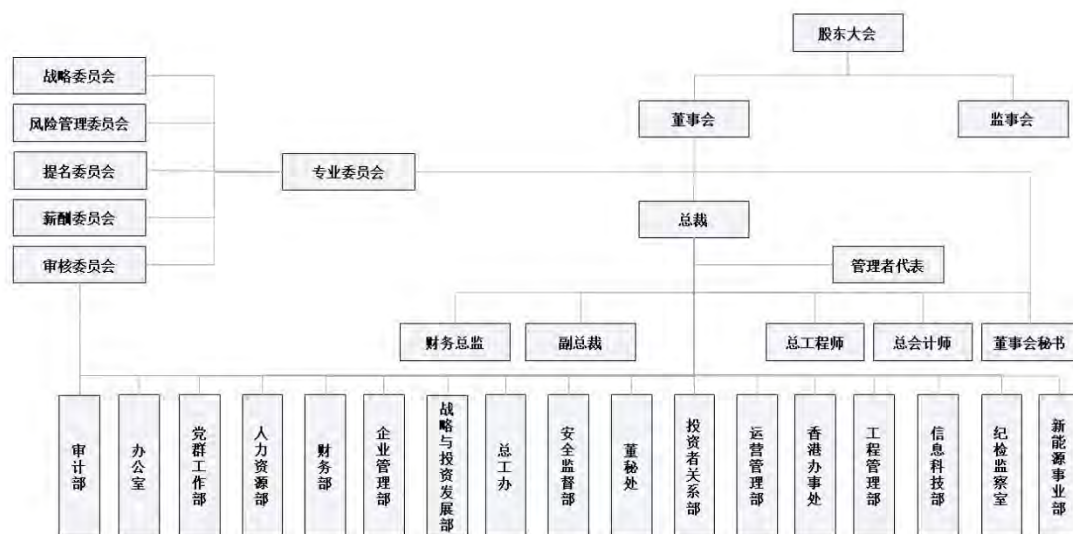 股东大会
战略委员会
董事会
监事会
风险管理委员会
提名委员会
专业委员会
薪酬委员会
总裁
审核委员会
管理者代表
财务总监
副总裁
总工程师
总会计师
董事会秘书
审计部
办公室
党群工作部
人力资源部
财务部
企业管理部
战略与投资发展部
总工办
安全监督部
董秘处
投资者关系部
运营管理部
香港办事处
工程管理部
信息科技部
纪检监察室
新能源事业部